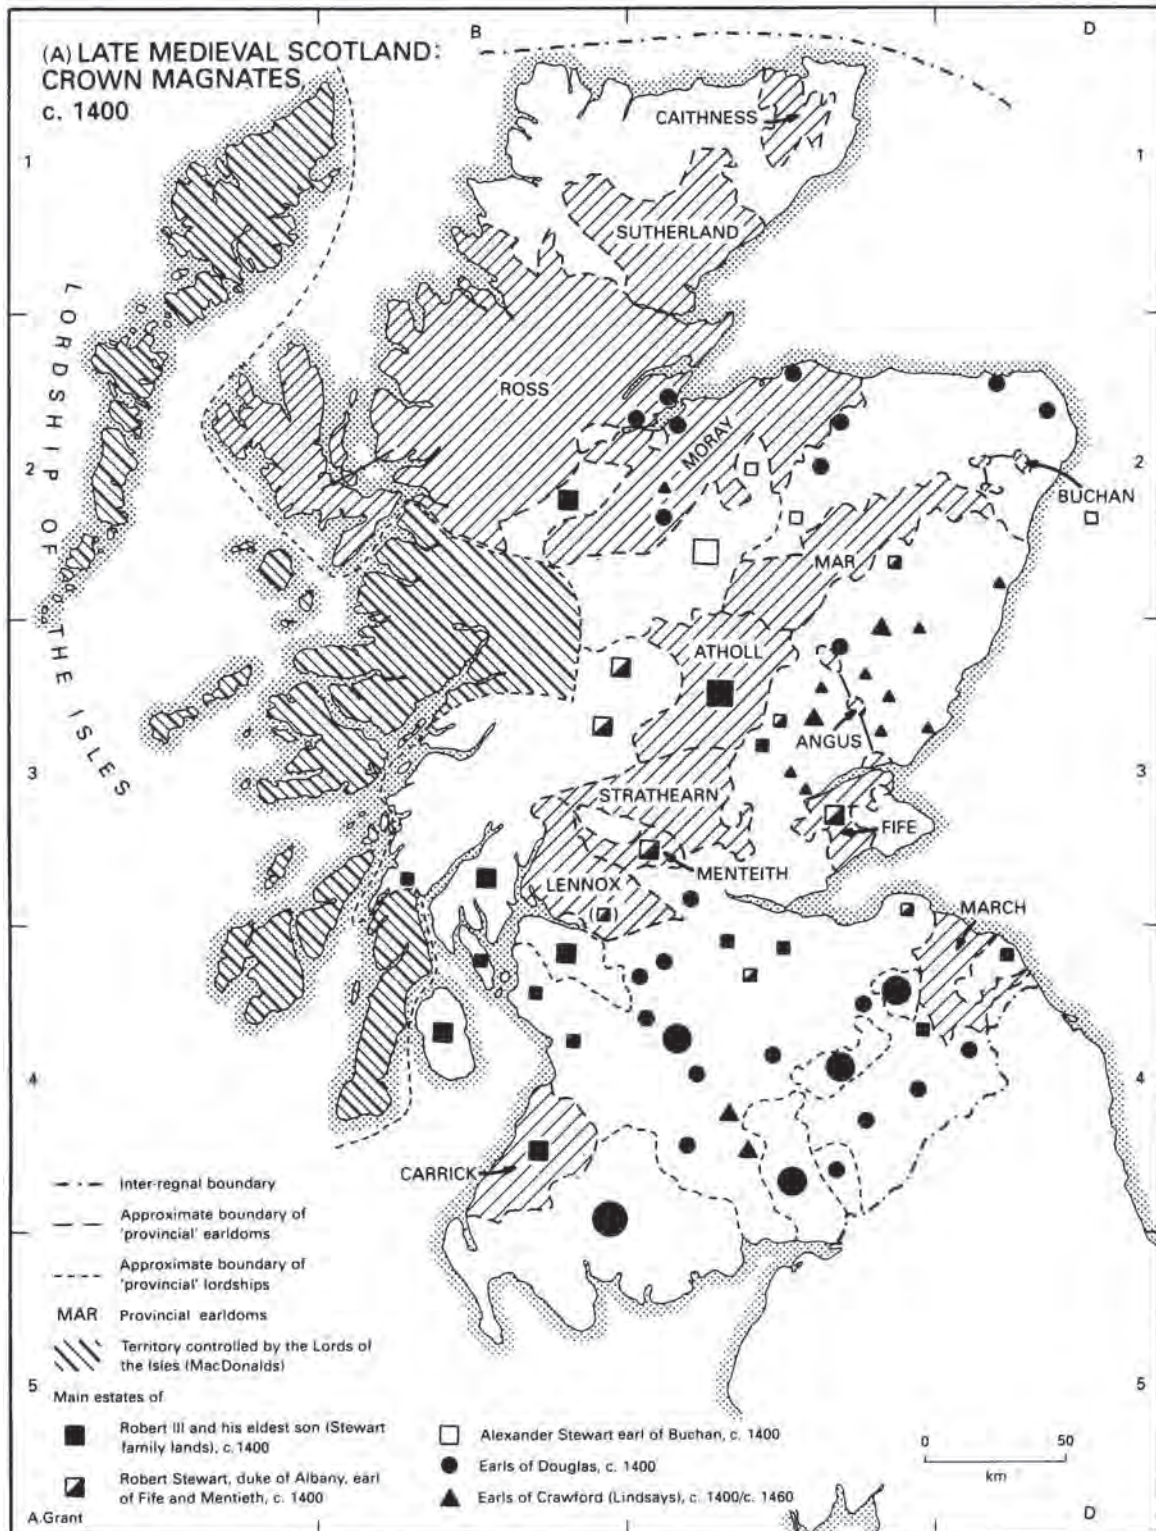 B
D
(A) LATE MEDIEVAL SCOTLAND:
CROWN MAGNATES
c. 1400
CAITHNESS
1
1
SUTHERLAND
LORDSHIP OF THE ISLES
ROSS
MORAY
2
2
BUCHAN
MAR
ATHOLL
ANGUS
3
3
STRATHEARN
FIFE
MENTEITH
LENNOX
MARCH
4
4
CARRICK
Inter-regnal boundary
Approximate boundary of
'provincial' earldoms
Approximate boundary of
'provincial' lordships
MAR Provincial earldoms
Territory controlled by the Lords of
the Isles (MacDonalds)
5
5
Main estates of
Robert III and his eldest son (Stewart
family lands), c. 1400
Robert Stewart, duke of Albany, earl
of Fife and Mentieth, c. 1400
Alexander Stewart earl of Buchan, c. 1400
Earls of Douglas, c. 1400
Earls of Crawford (Lindsays), c. 1400/c. 1460
0 50
km
A.Grant
D